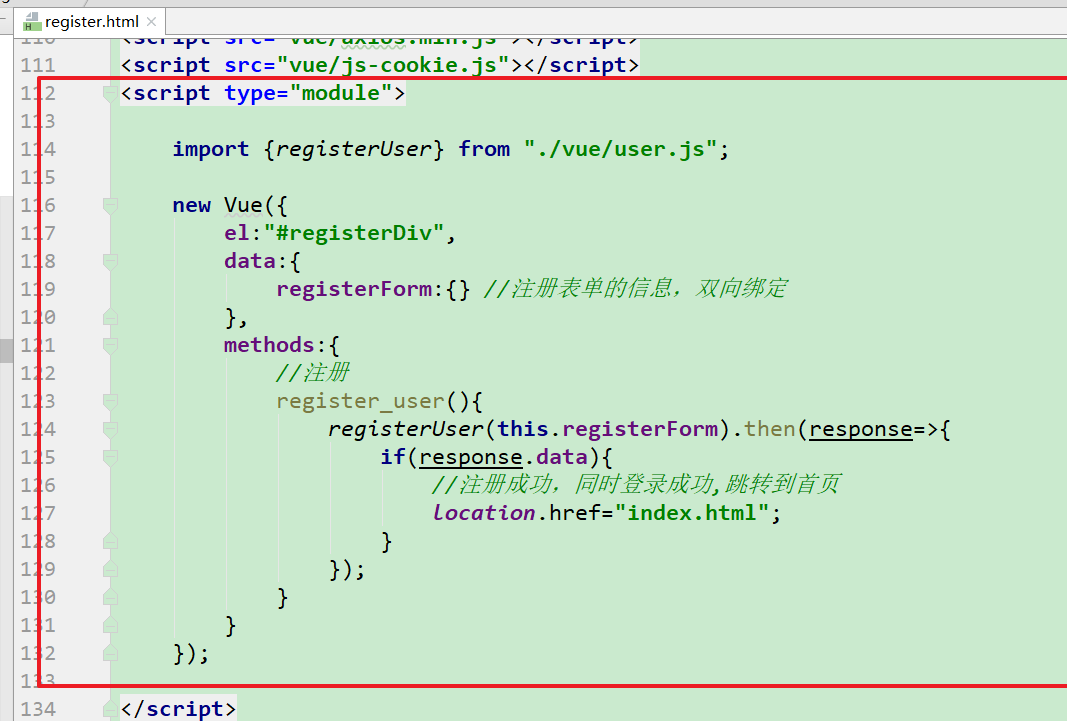 register.html
110 <script src="vue/axios.min.js"></script>
111 <script src="vue/js-cookie.js"></script>
112 <script type="module">
113
114 import {registerUser} from "./vue/user.js";
115
116 new Vue({
117 el:"#registerDiv",
118 data:{
119 registerForm:{} //注册表单的信息，双向绑定
120 },
121 methods:{
122 //注册
123 register_user(){
124 registerUser(this.registerForm).then(response=>{
125 if(response.data){
126 //注册成功，同时登录成功,跳转到首页
127 location.href="index.html";
128 }
129 });
130 }
131 }
132 });
133
134 </script>